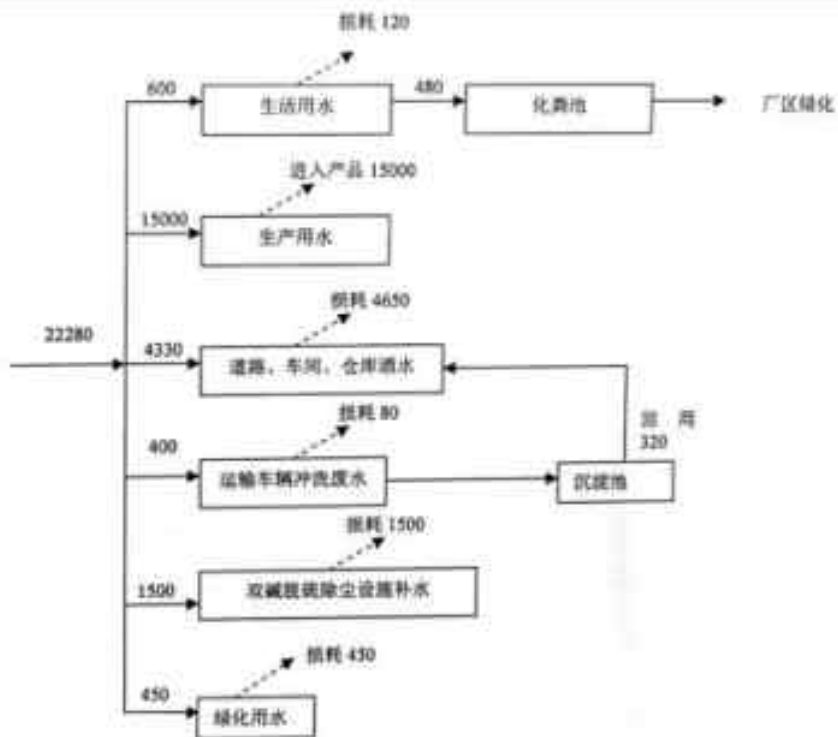 损耗 120
600
生活用水
480
化粪池
厂区绿化
进入产品 15000
15000
生产用水
损耗 4650
22280
4330
道路、车间、仓库洒水
损耗 80
回 用
320
400
运输车辆冲洗废水
沉淀池
损耗 1500
1500
双碱脱硫除尘设施补水
损耗 450
450
绿化用水